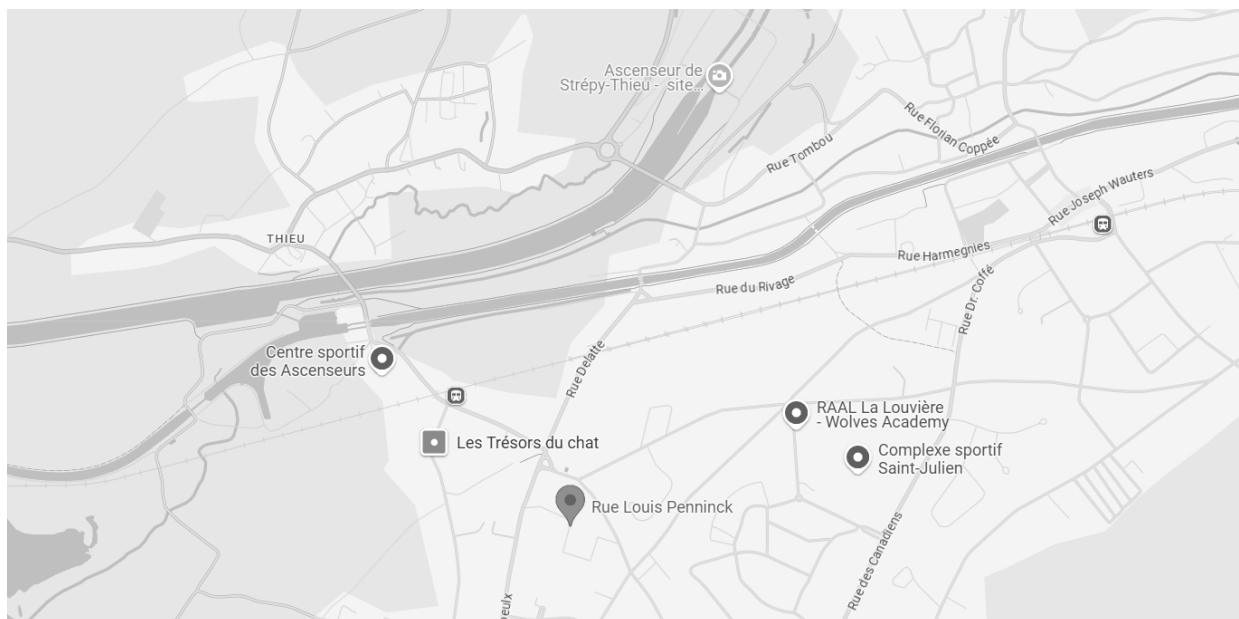 Ascenseur de
Strépy-Thieu - site...
Rue Florian Coppée
Rue Tombou
Rue Joseph Wauters
THIEU
Rue Harmegnies
Rue du Rivage
Rue Dr. Coffé
Centre sportif
des Ascenseurs
Rue Delatte
RAAL La Louvière
- Wolves Academy
Les Trésors du chat
Complexe sportif
Saint-Julien
Rue Louis Penninck
Rue des Canadiens